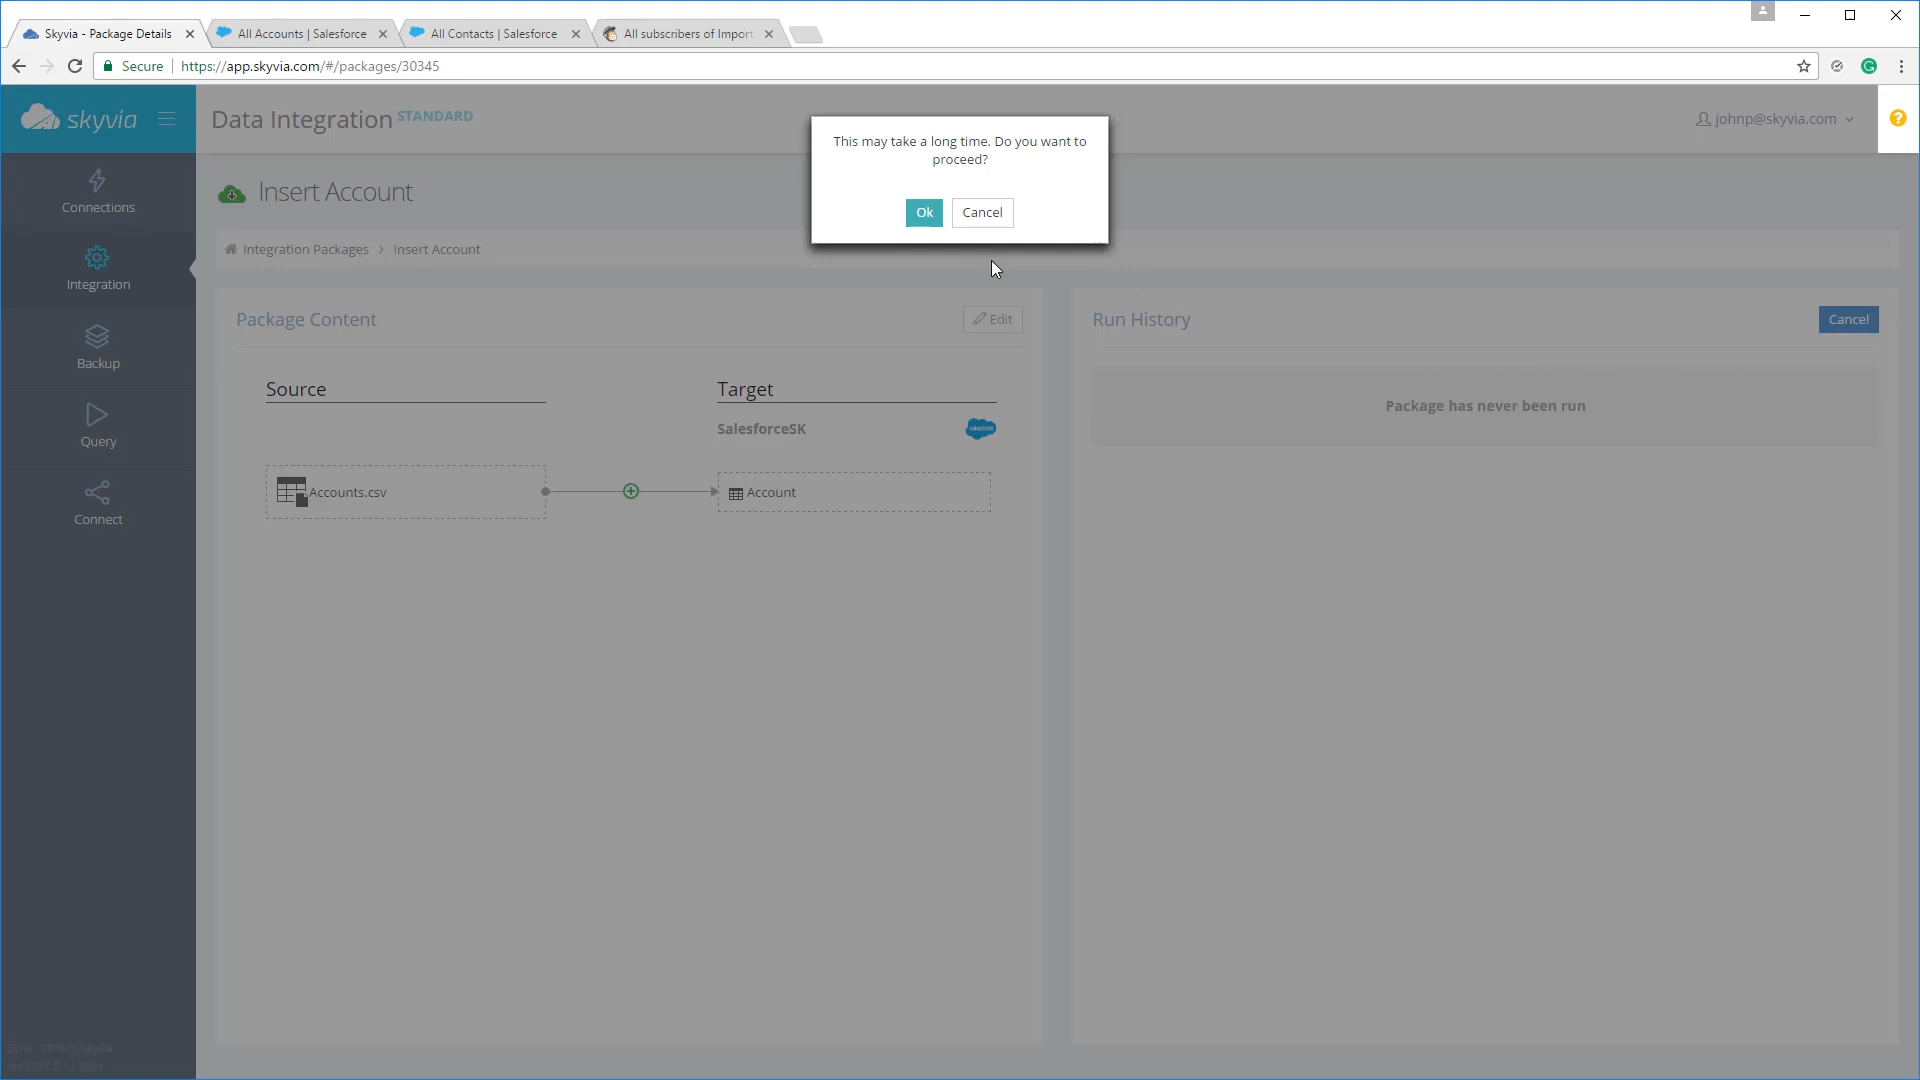 Skyvia - Package Details
All Accounts | Salesforce
All Contacts | Salesforce
All subscribers of Import
Secure
https://app.skyvia.com/#/packages/30345
skyvia
Data Integration STANDARD
johnp@skyvia.com
This may take a long time. Do you want to
proceed?
Ok
Cancel
Connections
Integration
Backup
Query
Connect
Insert Account
Integration Packages > Insert Account
Package Content
Edit
Source
Target
SalesforceSK
salesforce
Accounts.csv
Account
Run History
Cancel
Package has never been run